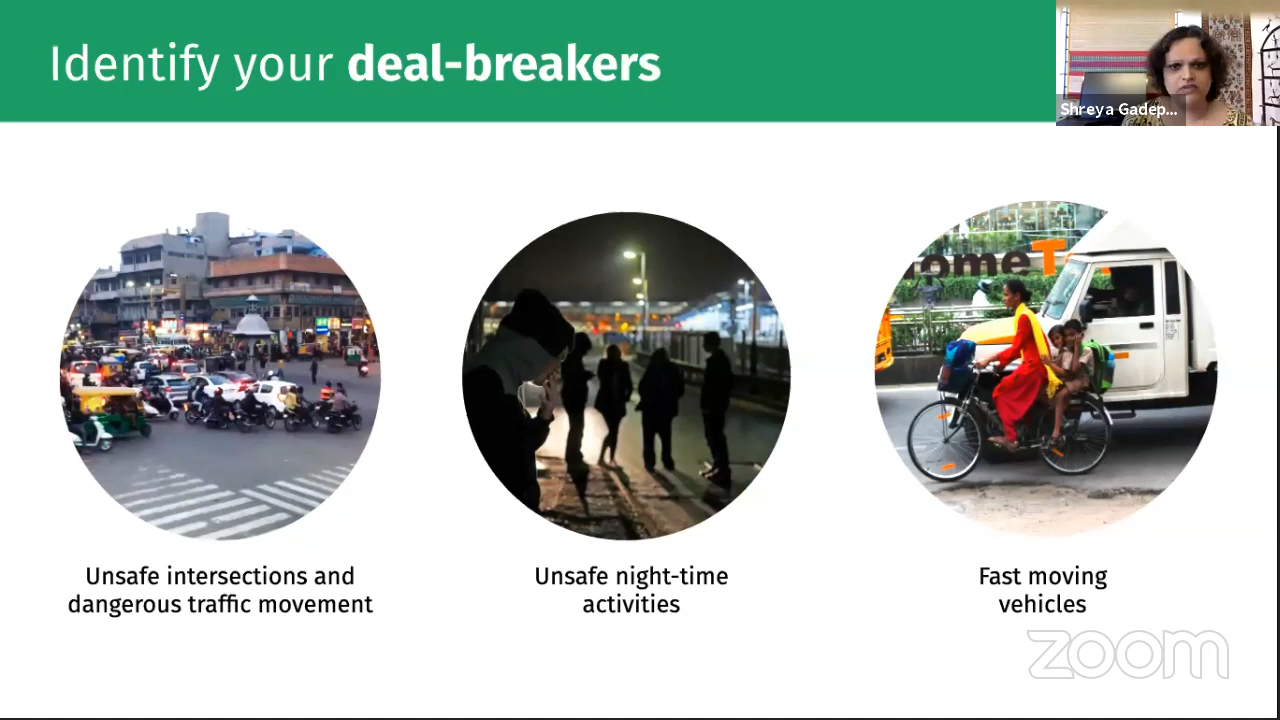 Identify your deal-breakers
Shreya Gadep...
omeT
Unsafe intersections and
dangerous traffic movement
Unsafe night-time
activities
Fast moving
vehicles
zoom